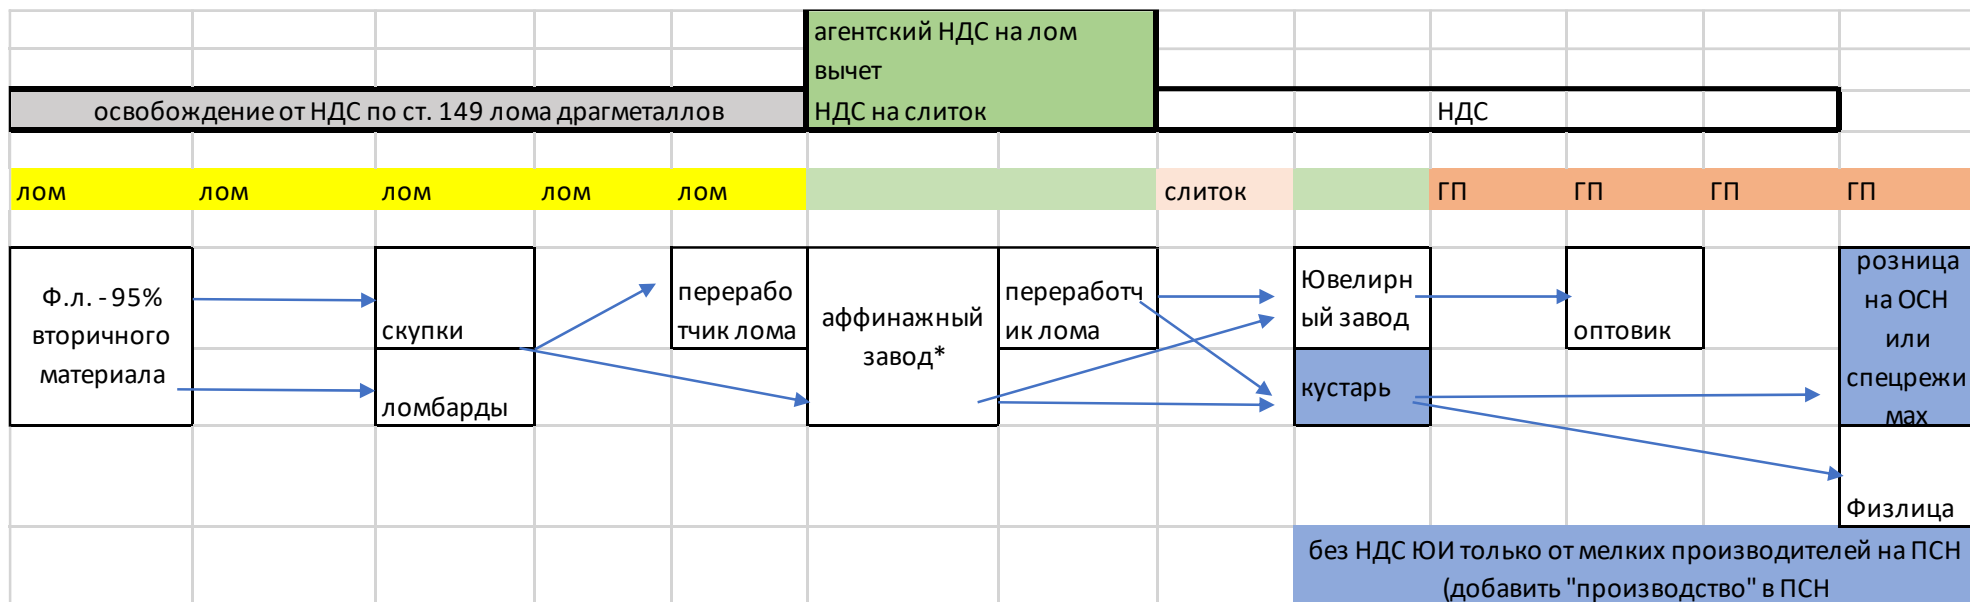 агентский НДС на лом
вычет
НДС на слиток
освобождение от НДС по ст. 149 лома драгметаллов
НДС
лом лом лом лом лом слиток ГП ГП ГП ГП
Ф.л. - 95%
вторичного
материала
скупки
ломбарды
перерабо
тчик лома
аффинажный
завод*
переработч
ик лома
Ювелирн
ый завод
кустарь
оптовик
розница
на ОСН
или
спецрежи
мах
Физлица
без НДС ЮИ только от мелких производителей на ПСН
(добавить "производство" в ПСН